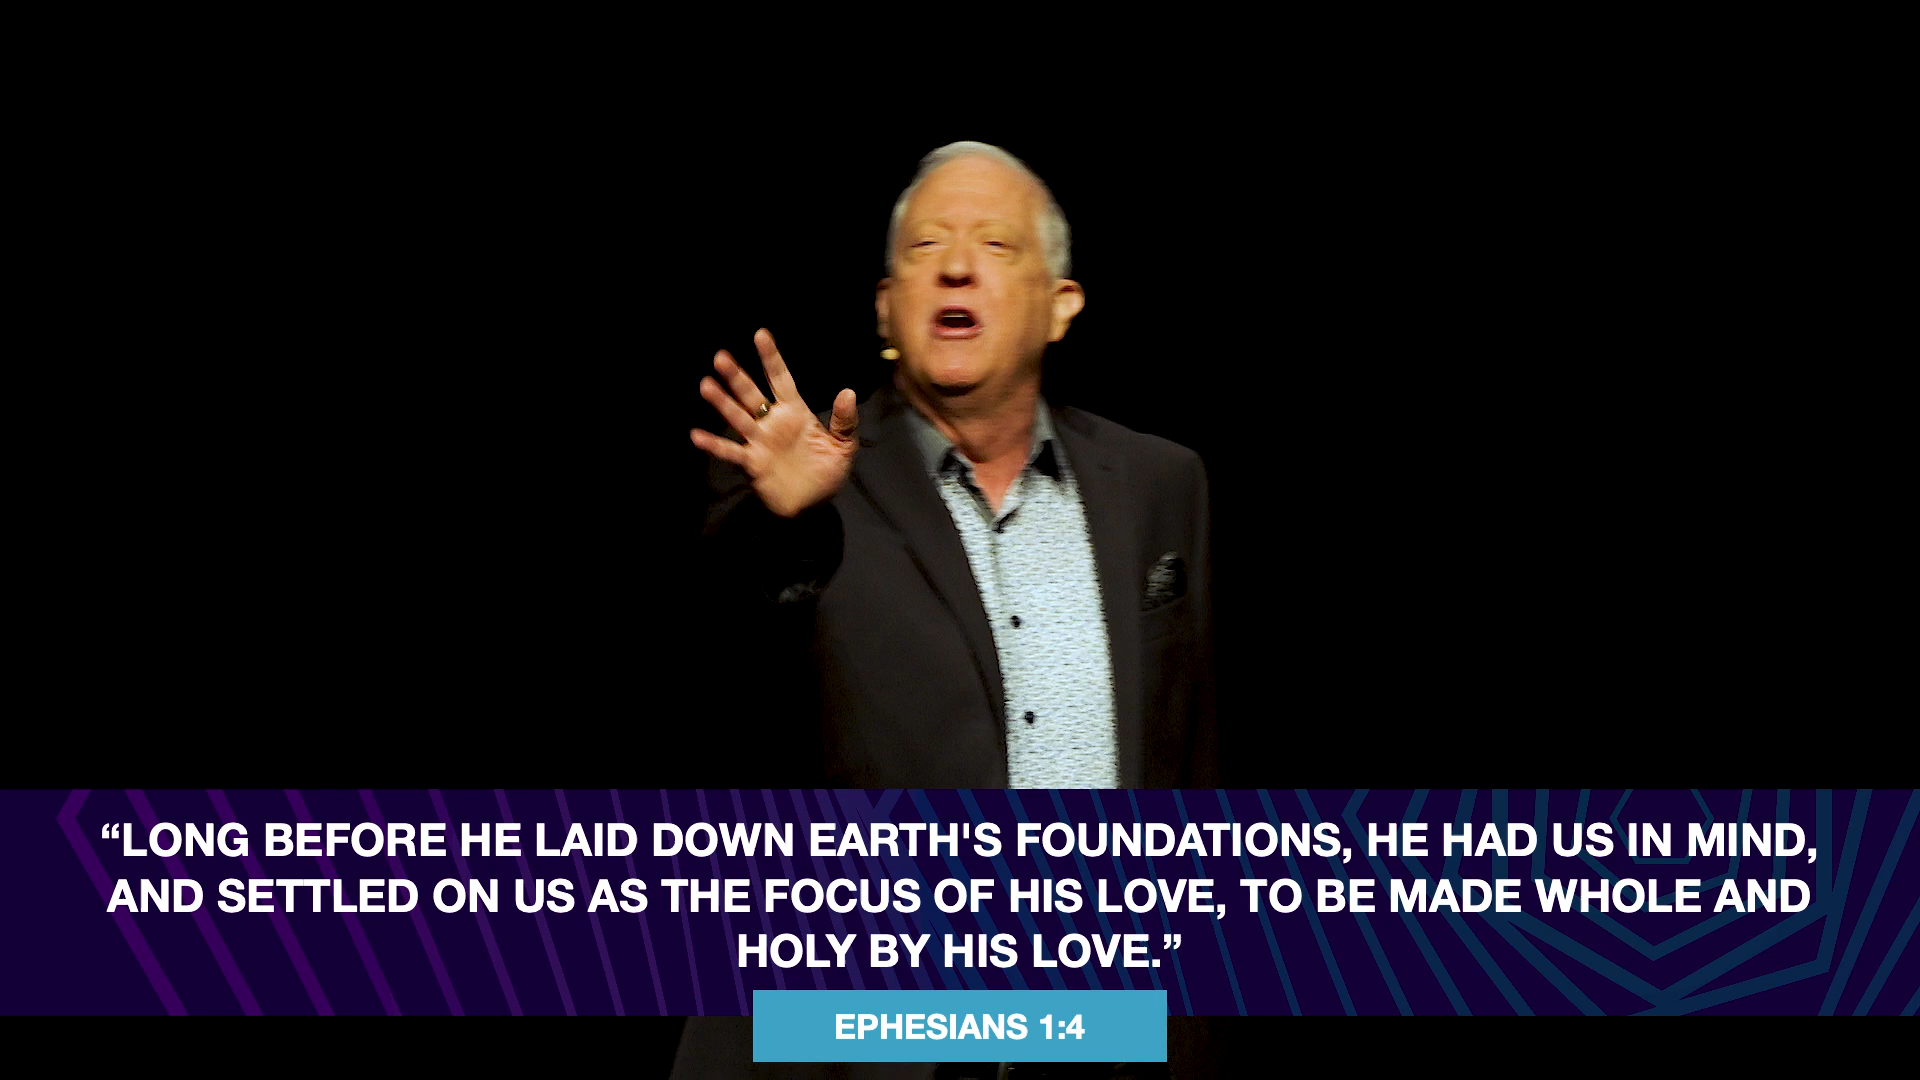 “LONG BEFORE HE LAID DOWN EARTH'S FOUNDATIONS, HE HAD US IN MIND,
AND SETTLED ON US AS THE FOCUS OF HIS LOVE, TO BE MADE WHOLE AND
HOLY BY HIS LOVE.”
EPHESIANS 1:4